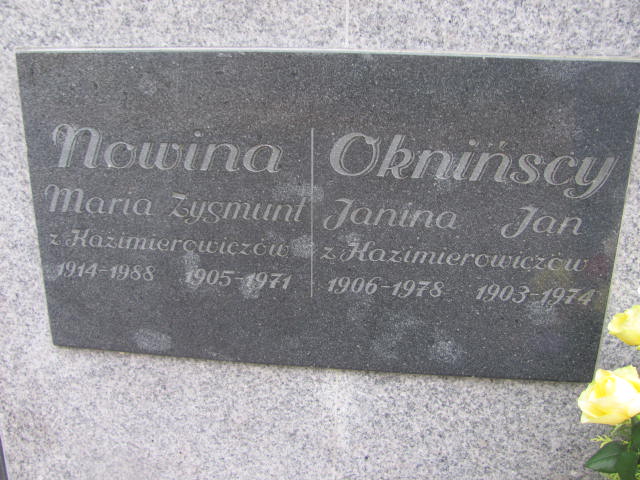 Nowina Oknińscy
Maria Zygmunt Janina Jan
z Kazimierowiczów z Kazimierowiczów
1914-1988 1905-1971 1906-1978 1903-1974